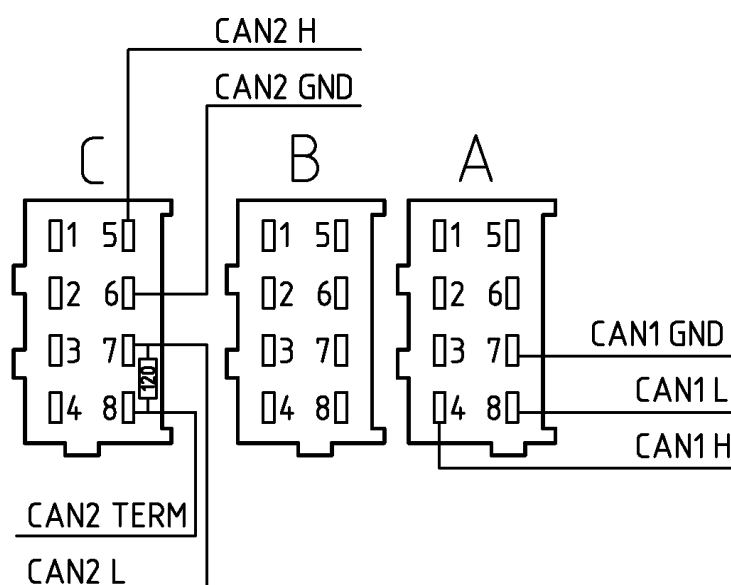 CAN2 H
CAN2 GND
C B A
1 5 1 5 1 5
2 6 2 6 2 6
3 7 3 7 3 7
CAN1 GND
120
4 8 4 8 4 8
CAN1 L
CAN1 H
CAN2 TERM
CAN2 L